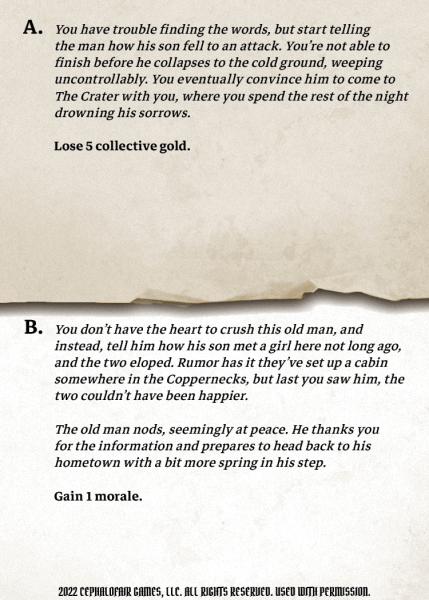 A. You have trouble finding the words, but start telling
the man how his son fell to an attack. You're not able to
finish before he collapses to the cold ground, weeping
uncontrollably. You eventually convince him to come to
The Crater with you, where you spend the rest of the night
drowning his sorrows.
Lose 5 collective gold.
B. You don't have the heart to crush this old man, and
instead, tell him how his son met a girl here not long ago,
and the two eloped. Rumor has it they've set up a cabin
somewhere in the Coppernecks, but last you saw him, the
two couldn't have been happier.
The old man nods, seemingly at peace. He thanks you
for the information and prepares to head back to his
hometown with a bit more spring in his step.
Gain 1 morale.
2022 CEPHALOFAIR GAMES, LLC. ALL RIGHTS RESERVED. USED WITH PERMISSION.